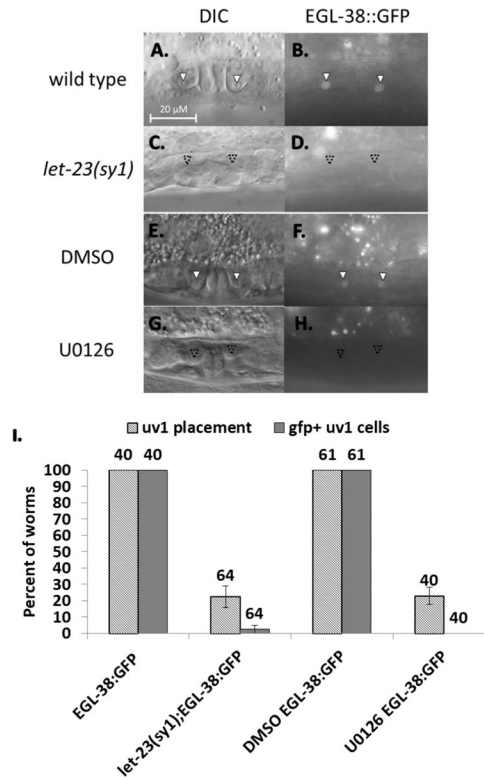 DIC EGL-38::GFP
wild type A. B.
20 µM
let-23(sy1) C. D.
DMSO E. F.
U0126 G. H.
I.
uv1 placement gfp+ uv1 cells
40 40 64 64 61 61 40 40
Percent of worms
100
90
80
70
60
50
40
30
20
10
0
EGL-38:GFP
let-23(sy1);EGL-38:GFP
DMSO EGL-38:GFP
U0126 EGL-38:GFP